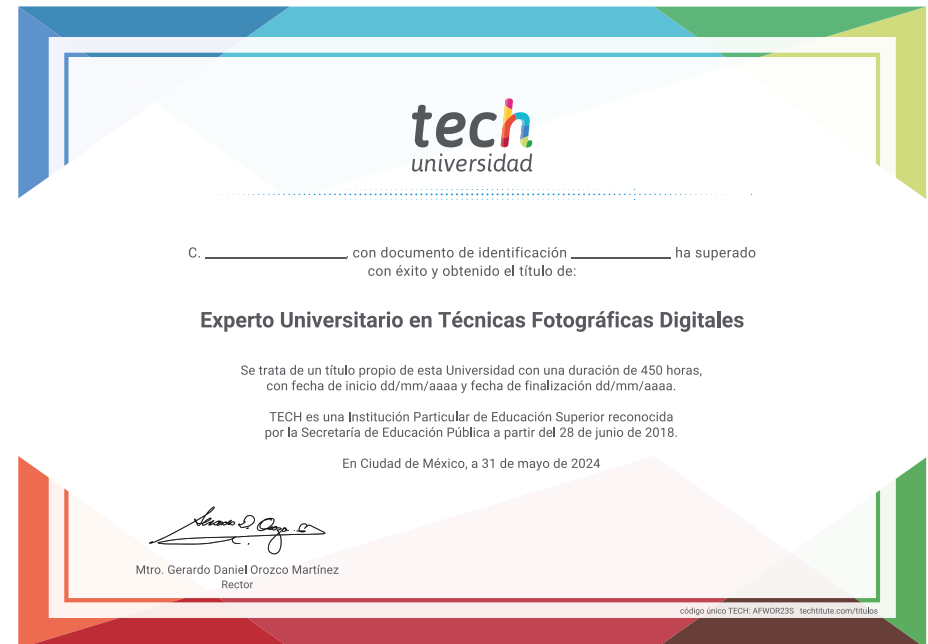 tech
universidad
C. ____________, con documento de identificación _________ ha superado
con éxito y obtenido el título de:
Experto Universitario en Técnicas Fotográficas Digitales
Se trata de un título propio de esta Universidad con una duración de 450 horas,
con fecha de inicio dd/mm/aaaa y fecha de finalización dd/mm/aaaa.
TECH es una Institución Particular de Educación Superior reconocida
por la Secretaría de Educación Pública a partir del 28 de junio de 2018.
En Ciudad de México, a 31 de mayo de 2024
Mtro. Gerardo Daniel Orozco Martínez
Rector
código único TECH: AFWOR23S techtitute.com/titulos